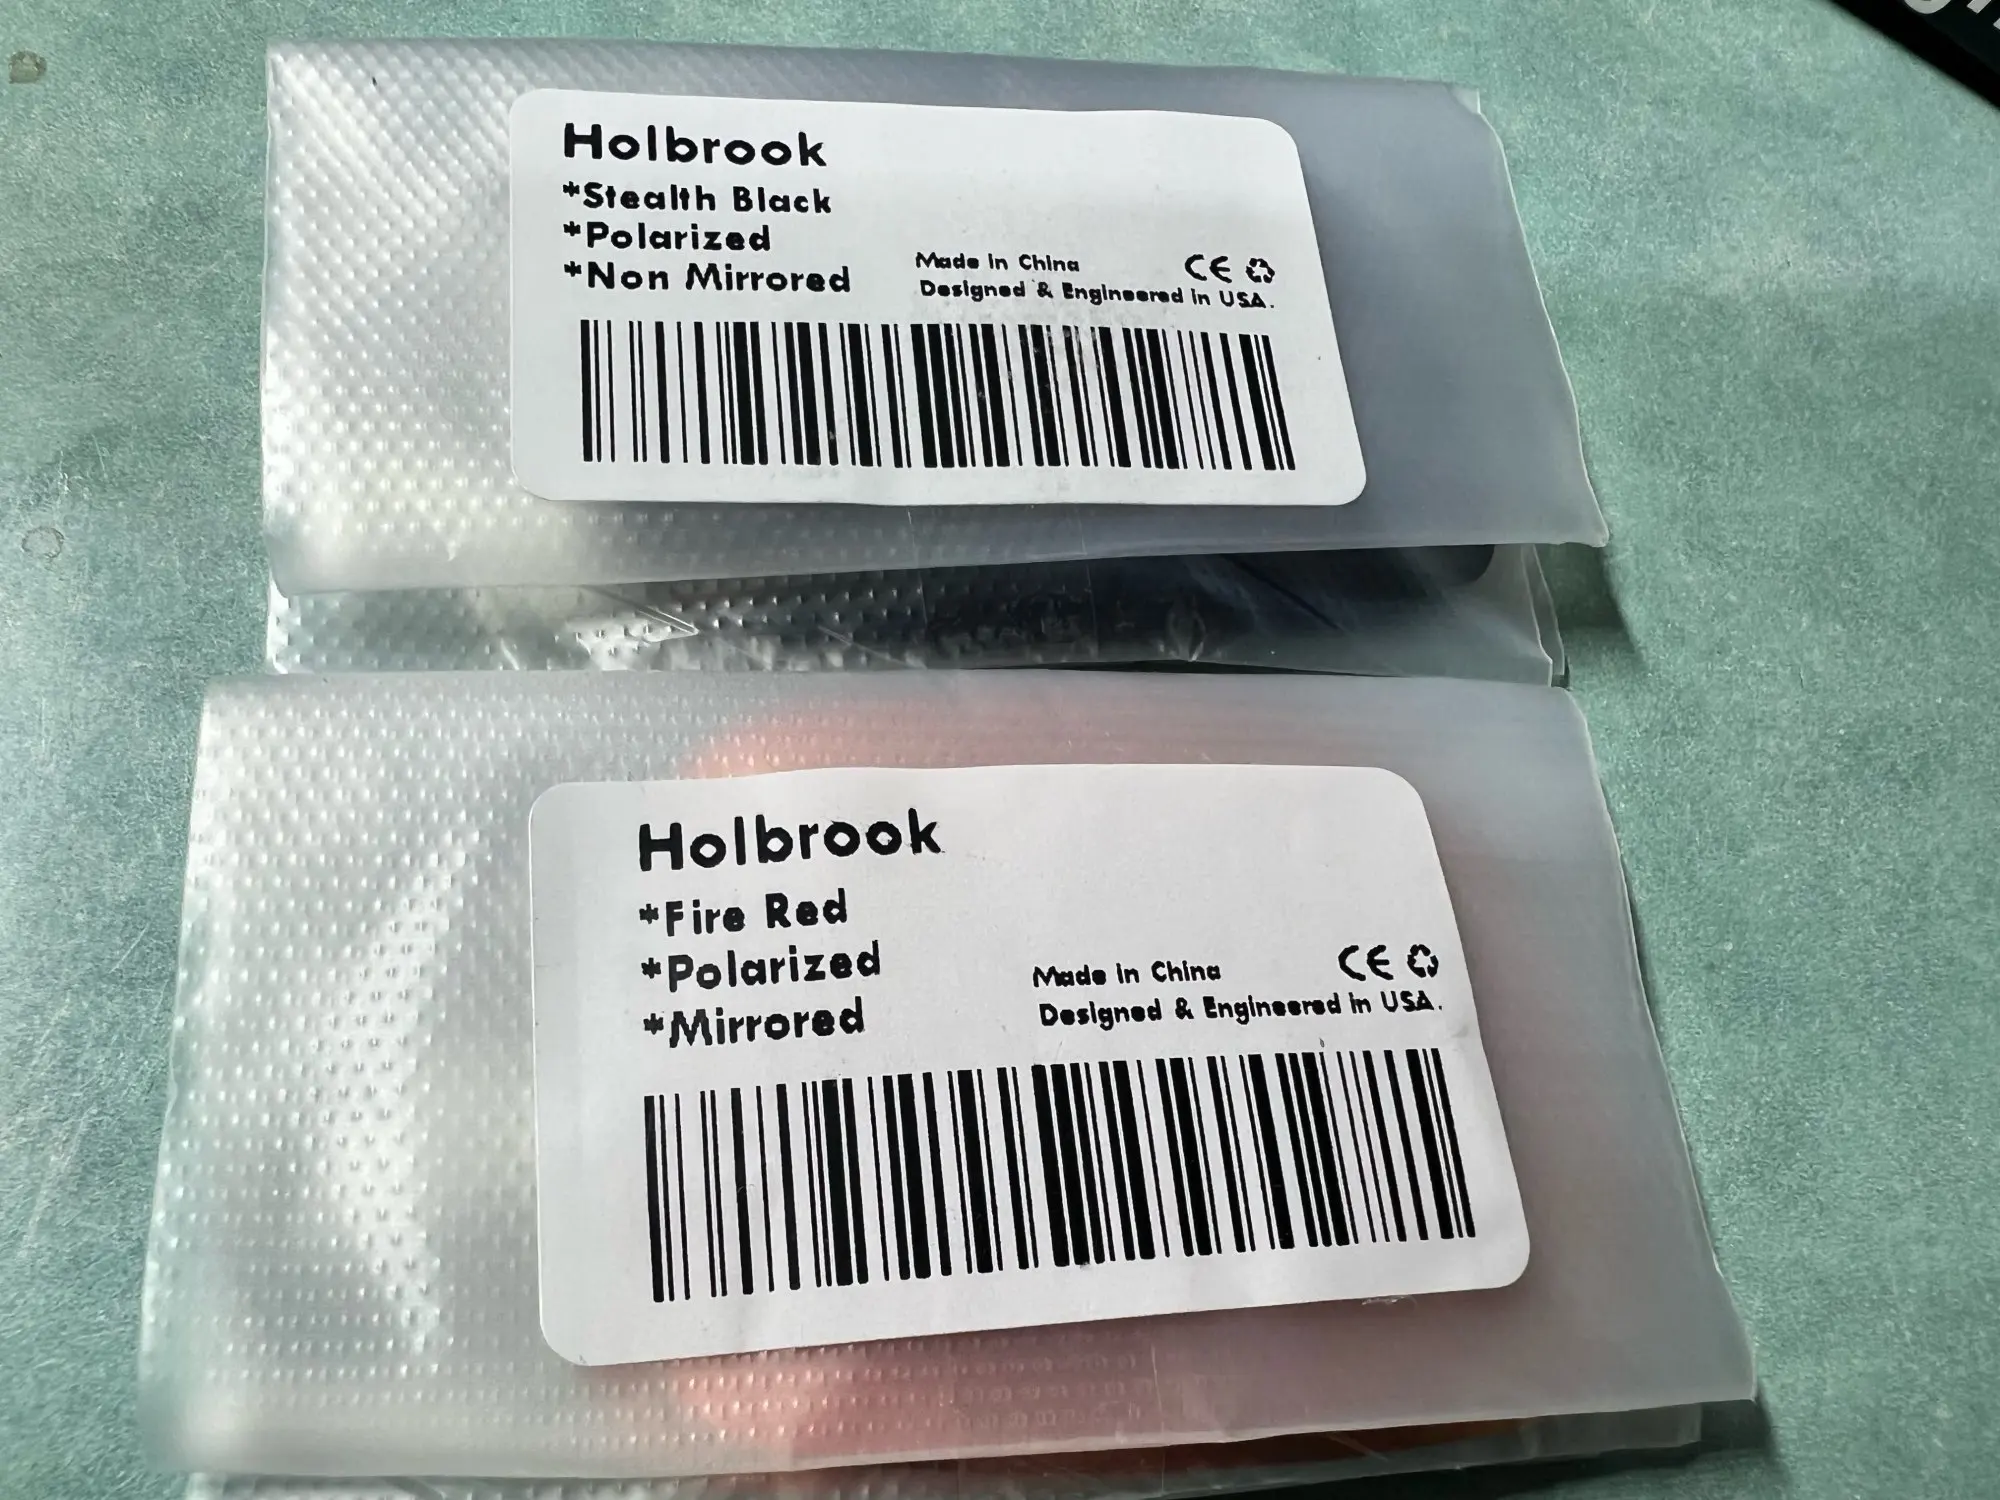 Holbrook
*Stealth Black
*Polarized
*Non Mirrored
Made in China CE
Designed & Engineered in USA.
Holbrook
*Fire Red
*Polarized
*Mirrored
Made in China CE
Designed & Engineered in USA.